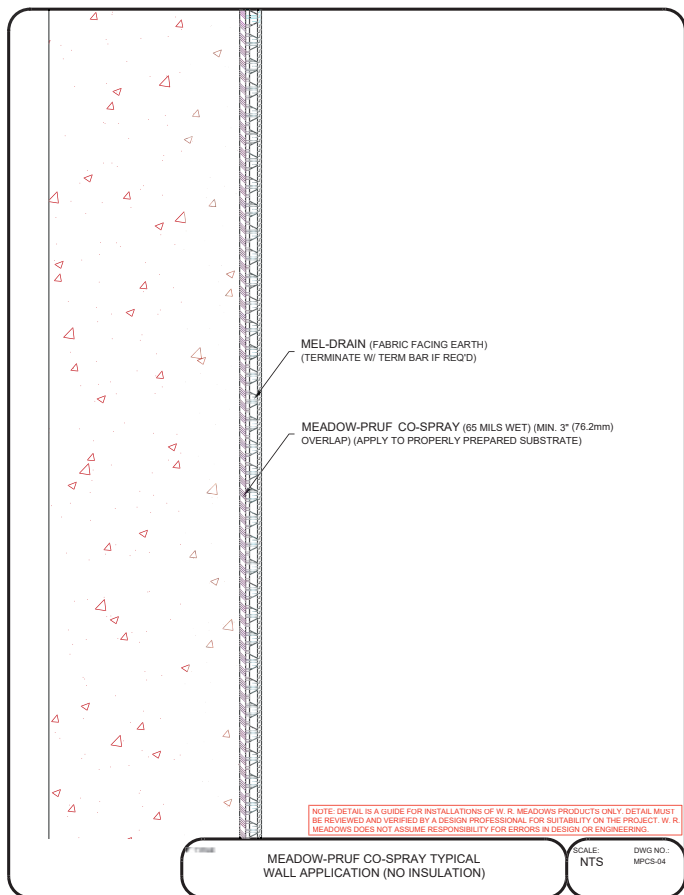 MEL-DRAIN (FABRIC FACING EARTH)
(TERMINATE W/ TERM BAR IF REQ'D)
MEADOW-PRUF CO-SPRAY (65 MILS WET) (MIN. 3" (76.2mm)
OVERLAP) (APPLY TO PROPERLY PREPARED SUBSTRATE)
NOTE: DETAIL IS A GUIDE FOR INSTALLATIONS OF W. R. MEADOWS PRODUCTS ONLY. DETAIL MUST
BE REVIEWED AND VERIFIED BY A DESIGN PROFESSIONAL FOR SUITABILITY ON THE PROJECT. W. R.
MEADOWS DOES NOT ASSUME RESPONSIBILITY FOR ERRORS IN DESIGN OR ENGINEERING.
MEADOW-PRUF CO-SPRAY TYPICAL
WALL APPLICATION (NO INSULATION)
SCALE:
NTS
DWG NO.:
MPCS-04